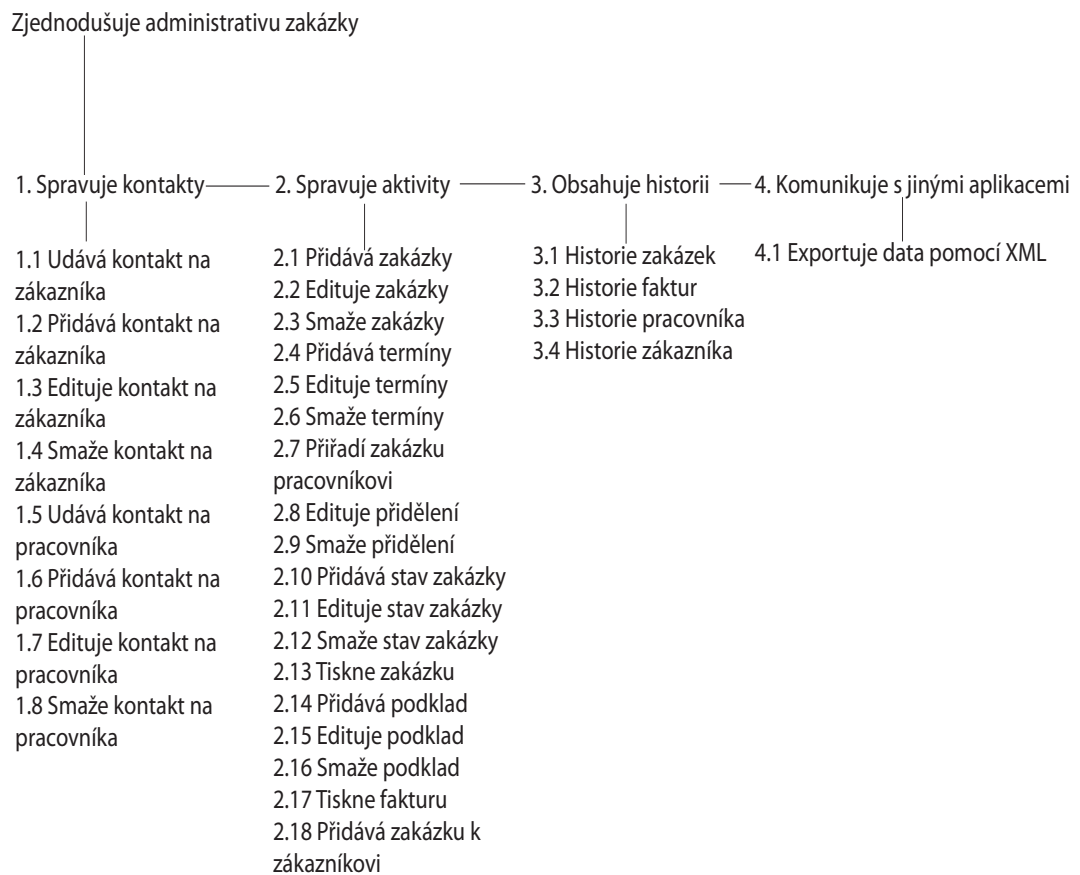 Zjednodušuje administrativu zakázky
1. Spravuje kontakty
2. Spravuje aktivity
3. Obsahuje historii
4. Komunikuje s jinými aplikacemi
1.1 Udává kontakt na
zákazníka
1.2 Přidává kontakt na
zákazníka
1.3 Edituje kontakt na
zákazníka
1.4 Smaže kontakt na
zákazníka
1.5 Udává kontakt na
pracovníka
1.6 Přidává kontakt na
pracovníka
1.7 Edituje kontakt na
pracovníka
1.8 Smaže kontakt na
pracovníka
2.1 Přidává zakázky
2.2 Edituje zakázky
2.3 Smaže zakázky
2.4 Přidává termíny
2.5 Edituje termíny
2.6 Smaže termíny
2.7 Přiřadí zakázku
pracovníkovi
2.8 Edituje přidělení
2.9 Smaže přidělení
2.10 Přidává stav zakázky
2.11 Edituje stav zakázky
2.12 Smaže stav zakázky
2.13 Tiskne zakázku
2.14 Přidává podklad
2.15 Edituje podklad
2.16 Smaže podklad
2.17 Tiskne fakturu
2.18 Přidává zakázku k
zákazníkovi
3.1 Historie zakázek
3.2 Historie faktur
3.3 Historie pracovníka
3.4 Historie zákazníka
4.1 Exportuje data pomocí XML